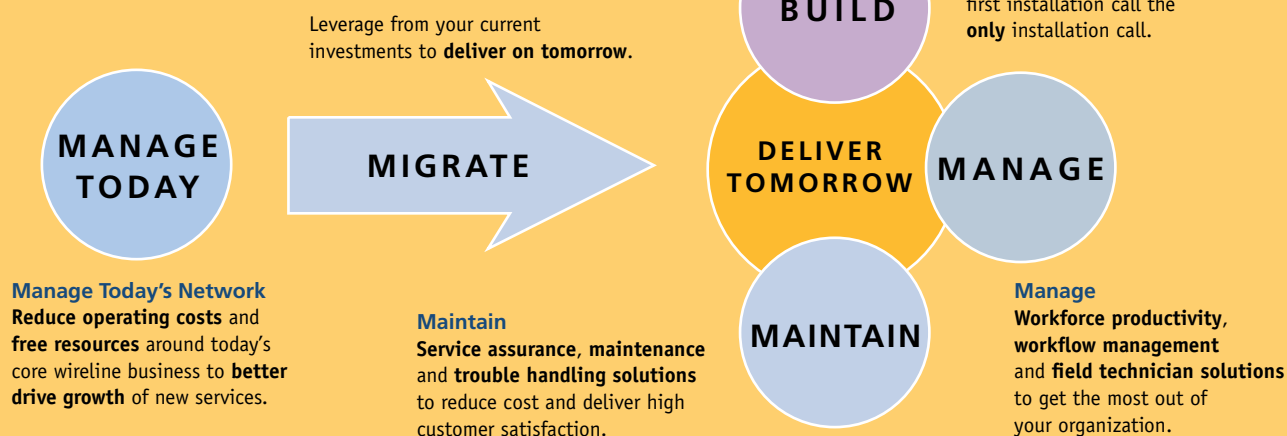 Leverage from your current
investments to deliver on tomorrow.
BUILD
first installation call the
only installation call.
MANAGE
TODAY
MIGRATE
DELIVER
TOMORROW
MANAGE
MAINTAIN
Manage Today's Network
Reduce operating costs and
free resources around today's
core wireline business to better
drive growth of new services.
Maintain
Service assurance, maintenance
and trouble handling solutions
to reduce cost and deliver high
customer satisfaction.
Manage
Workforce productivity,
workflow management
and field technician solutions
to get the most out of
your organization.